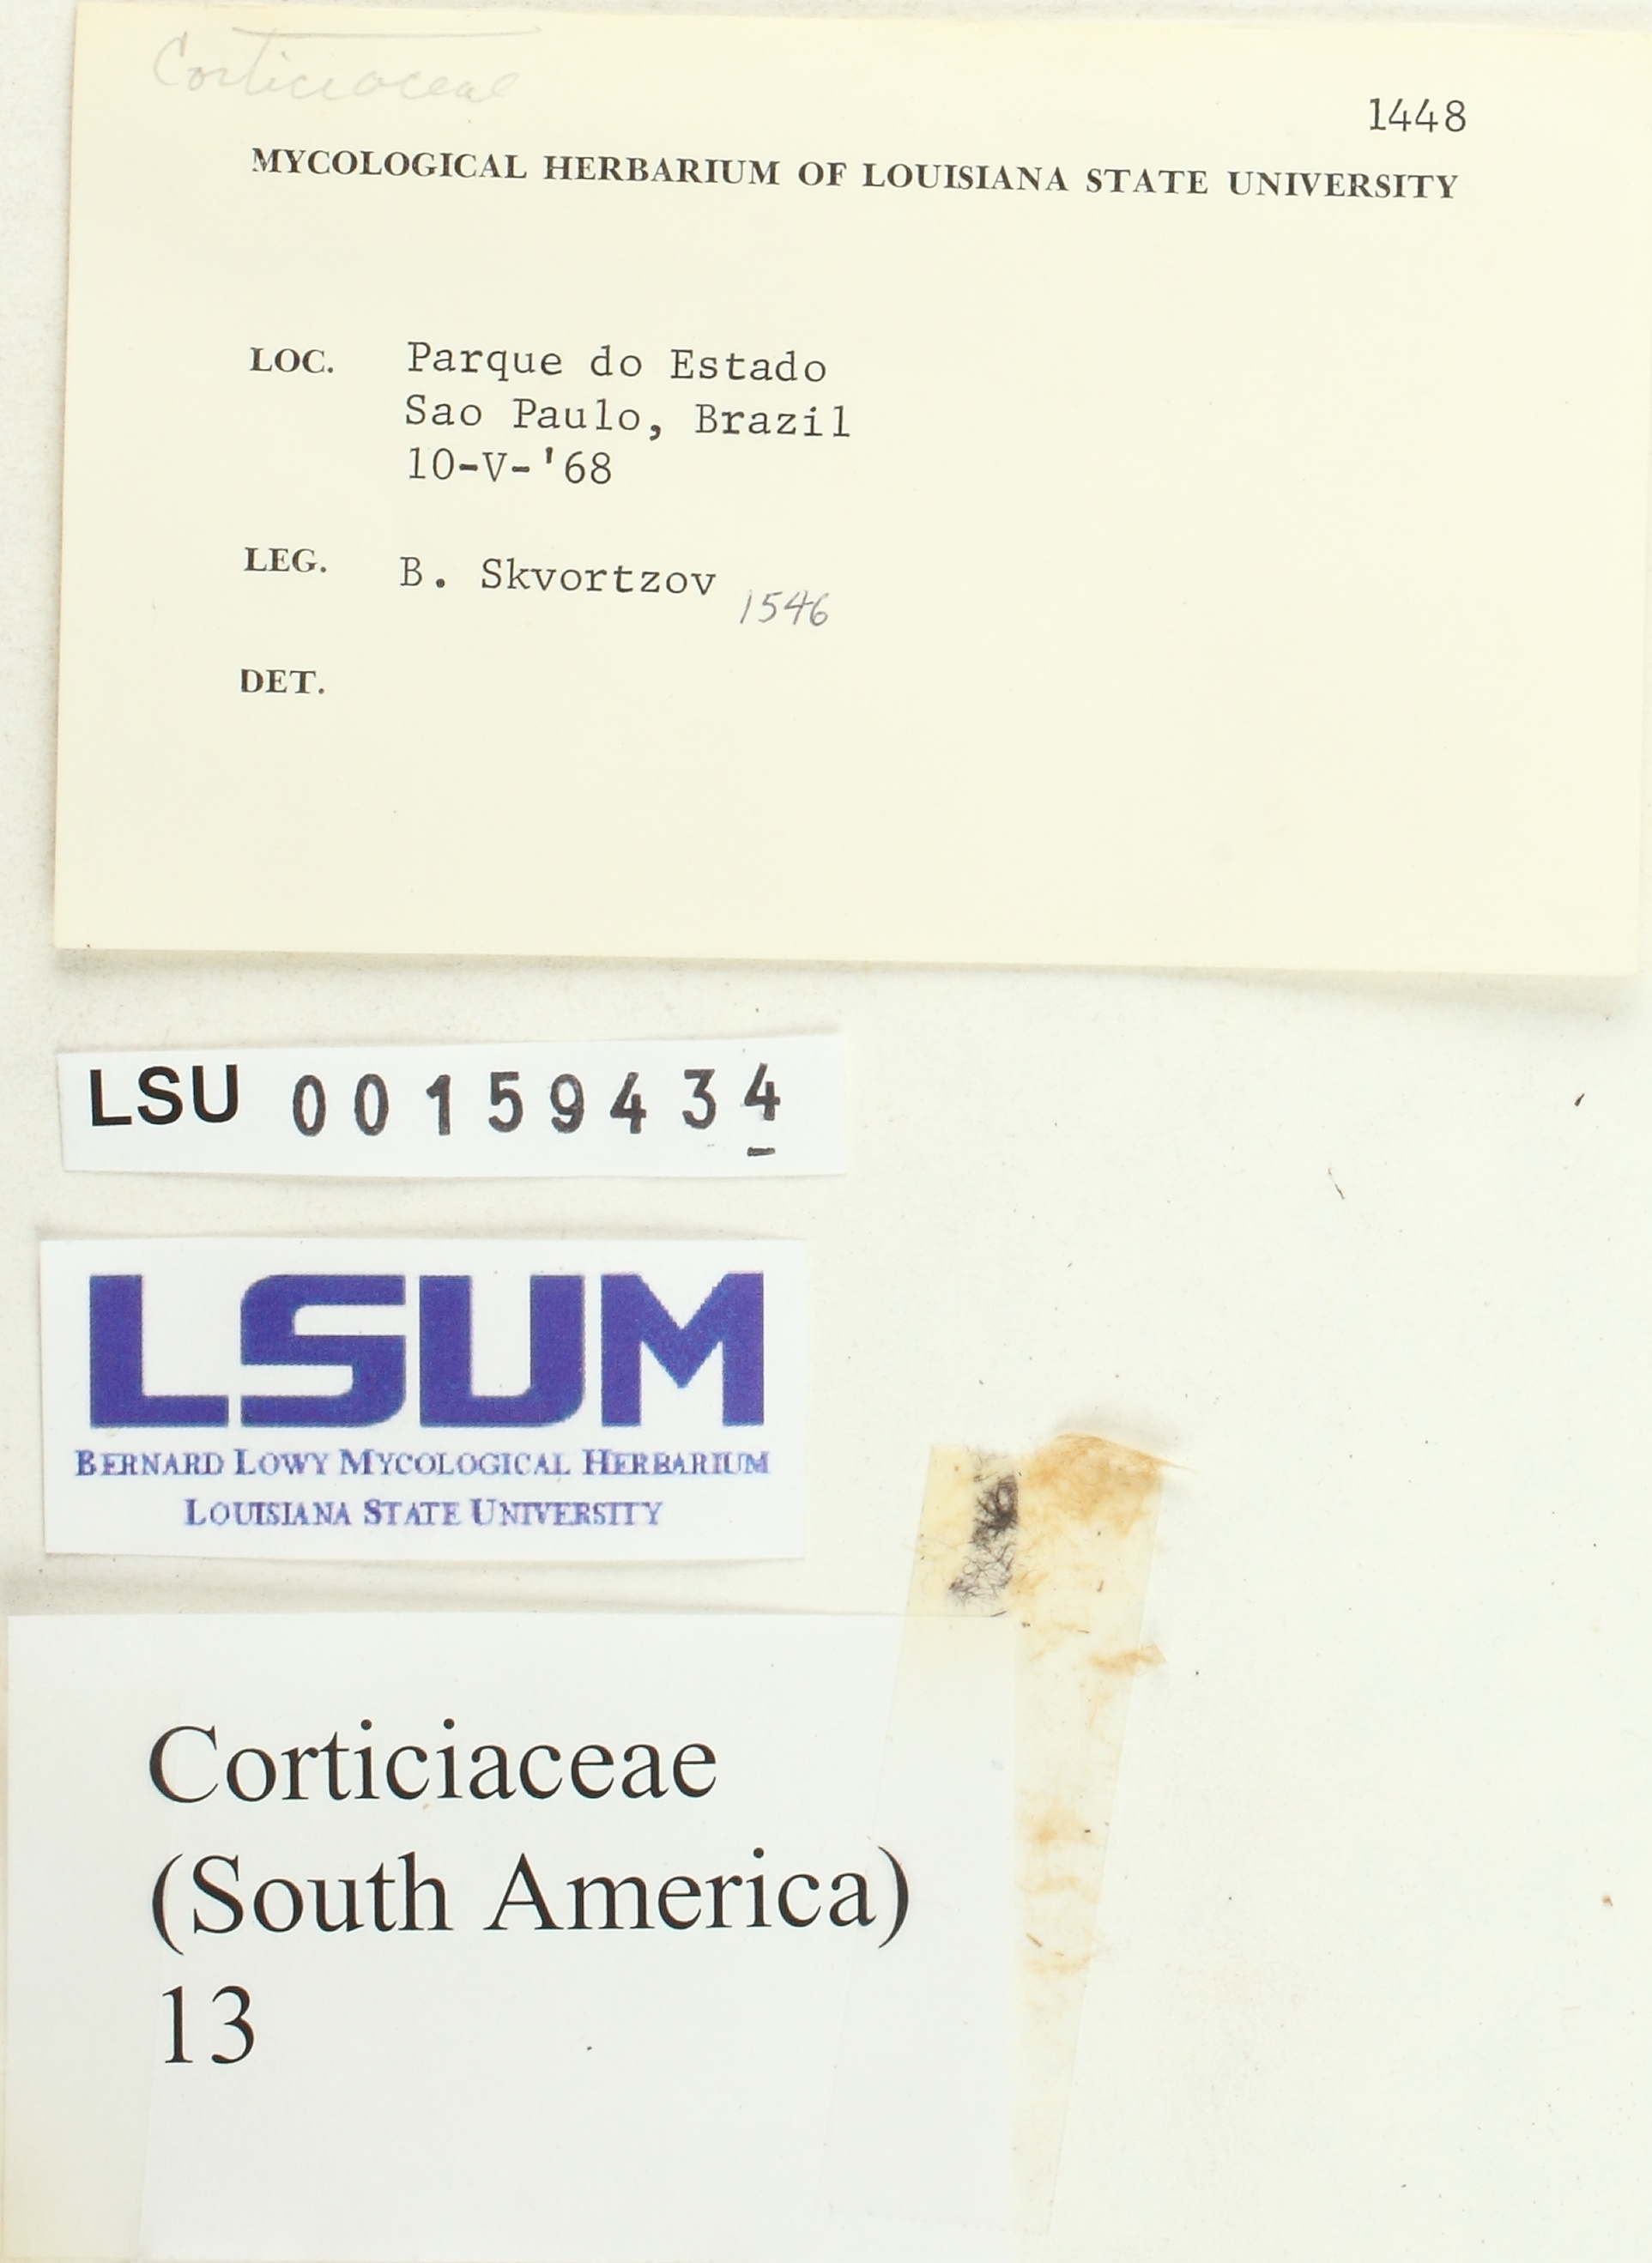 Corticiaceae
1448
MYCOLOGICAL HERBARIUM OF LOUISIANA STATE UNIVERSITY
LOC. Parque do Estado
Sao Paulo, Brazil
10-V-'68
LEG. B. Skvortzov 1546
DET.
LSU 00159434
LSUM
BERNARD LOWY MYCOLOGICAL HERBARIUM
LOUISIANA STATE UNIVERSITY
Corticiaceae
(South America)
13